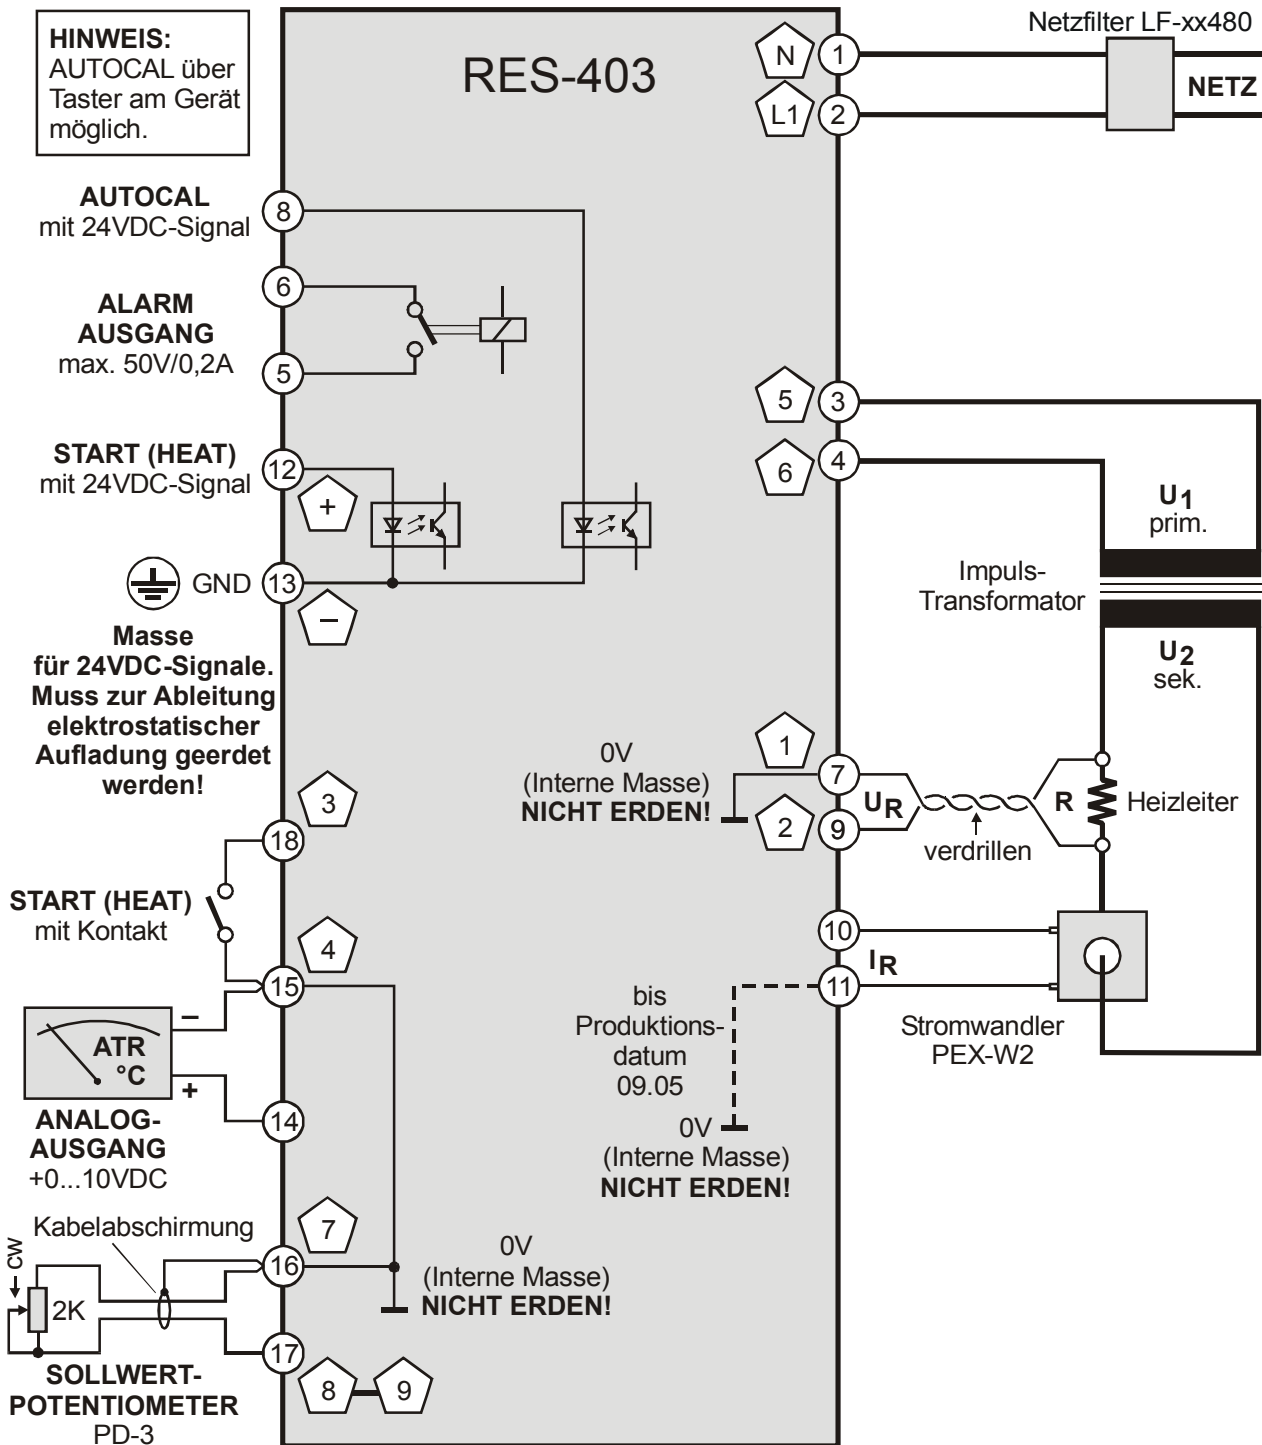 HINWEIS:
AUTOCAL über
Taster am Gerät
möglich.
RES-403
Netzfilter LF-xx480
N
1
L1
2
NETZ
AUTOCAL
mit 24VDC-Signal
8
6
ALARM
AUSGANG
max. 50V/0,2A
5
5
3
6
4
START (HEAT)
mit 24VDC-Signal
12
+
U1
prim.
GND
13
−
Impuls-
Transformator
U2
sek.
Masse
für 24VDC-Signale.
Muss zur Ableitung
elektrostatischer
Aufladung geerdet
werden!
0V
(Interne Masse)
NICHT ERDEN!
1
7
2
9
UR
verdrillen
R
Heizleiter
3
18
START (HEAT)
mit Kontakt
4
15
10
IR
11
bis
Produktions-
datum
09.05
0V
(Interne Masse)
NICHT ERDEN!
Stromwandler
PEX-W2
−
ATR
°C
+
14
ANALOG-
AUSGANG
+0...10VDC
Kabelabschirmung
7
16
0V
(Interne Masse)
NICHT ERDEN!
CW
2K
17
8
9
SOLLWERT-
POTENTIOMETER
PD-3